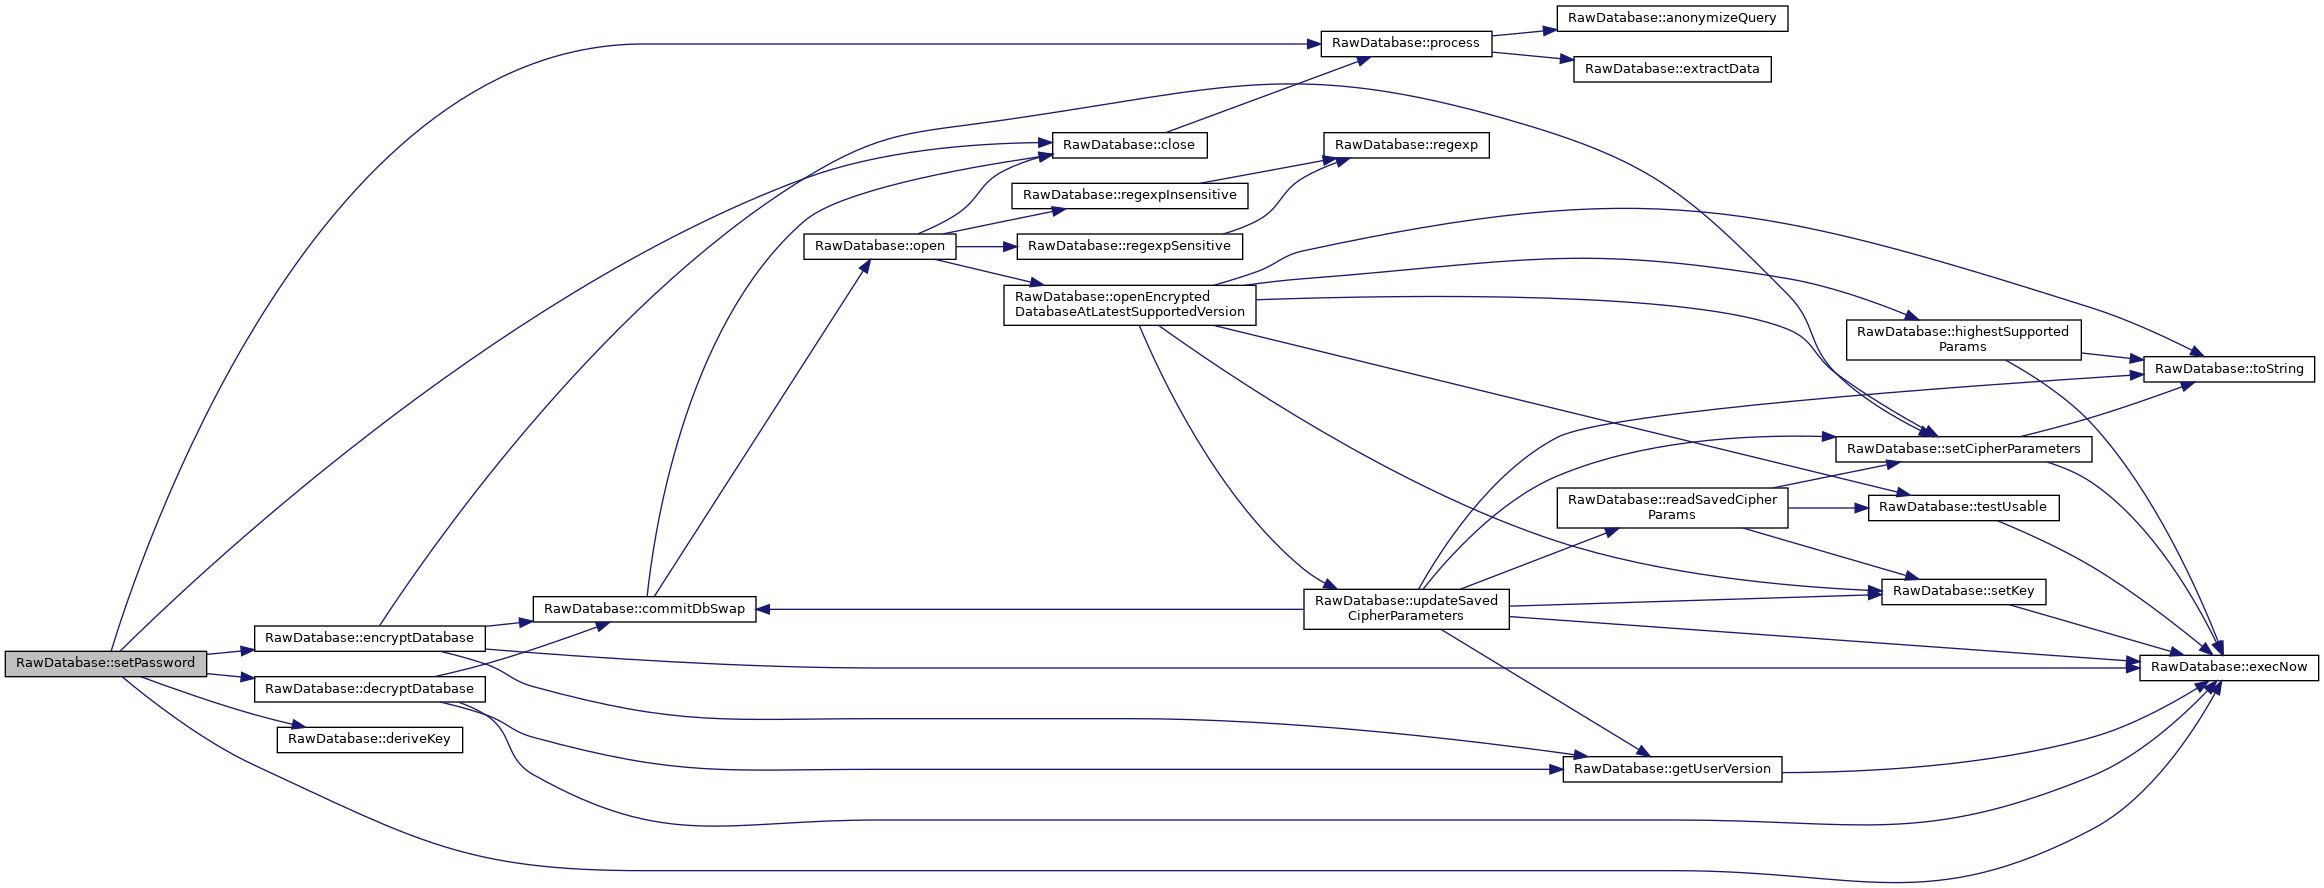 RawDatabase::anonymizeQuery
RawDatabase::process
RawDatabase::extractData
RawDatabase::close
RawDatabase::regexp
RawDatabase::regexpInsensitive
RawDatabase::open
RawDatabase::regexpSensitive
RawDatabase::openEncrypted
DatabaseAtLatestSupportedVersion
RawDatabase::highestSupported
Params
RawDatabase::toString
RawDatabase::setCipherParameters
RawDatabase::readSavedCipher
Params
RawDatabase::testUsable
RawDatabase::setKey
RawDatabase::commitDbSwap
RawDatabase::updateSaved
CipherParameters
RawDatabase::encryptDatabase
RawDatabase::setPassword
RawDatabase::execNow
RawDatabase::decryptDatabase
RawDatabase::deriveKey
RawDatabase::getUserVersion